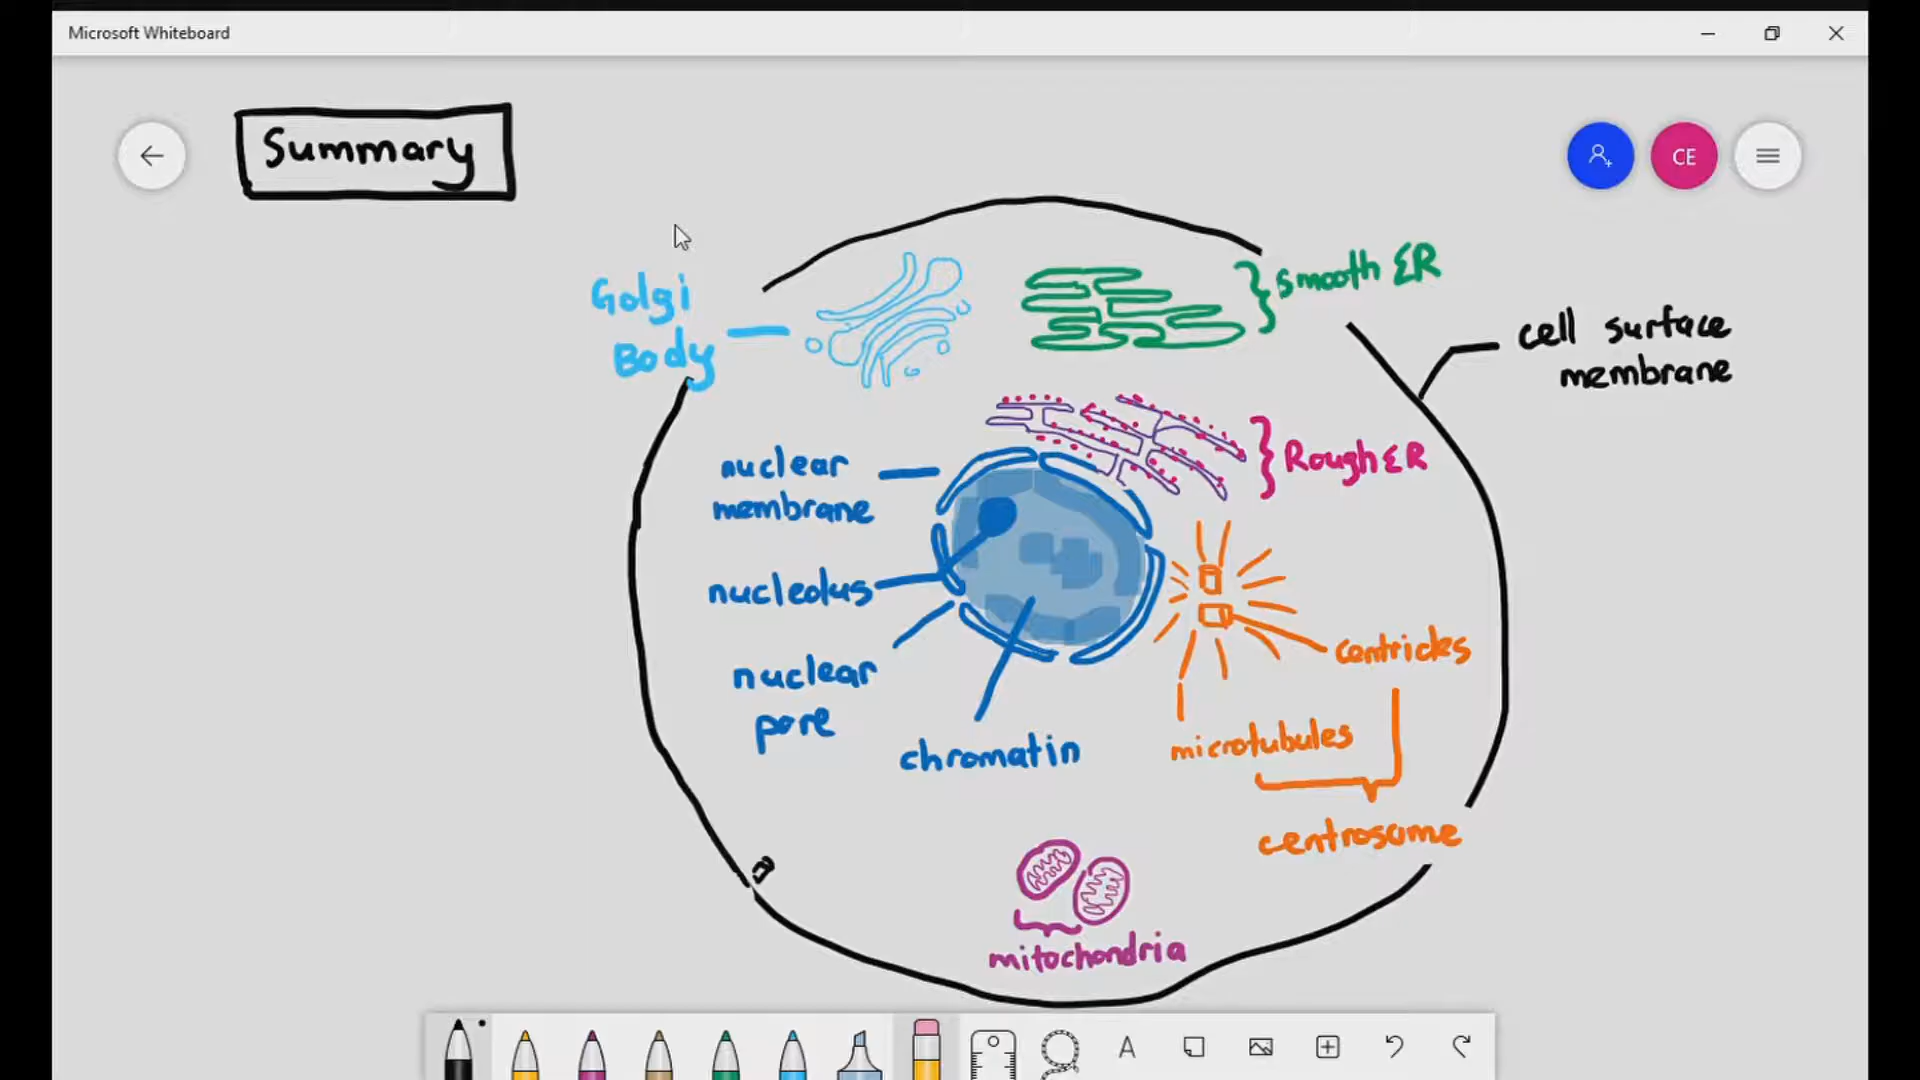 Microsoft Whiteboard
Summary
CE
Golgi
Body
Smooth ER
cell surface
membrane
nuclear
membrane
Rough ER
nucleolus
centrioles
nuclear
pore
microtubules
chromatin
centrosome
mitochondria
A